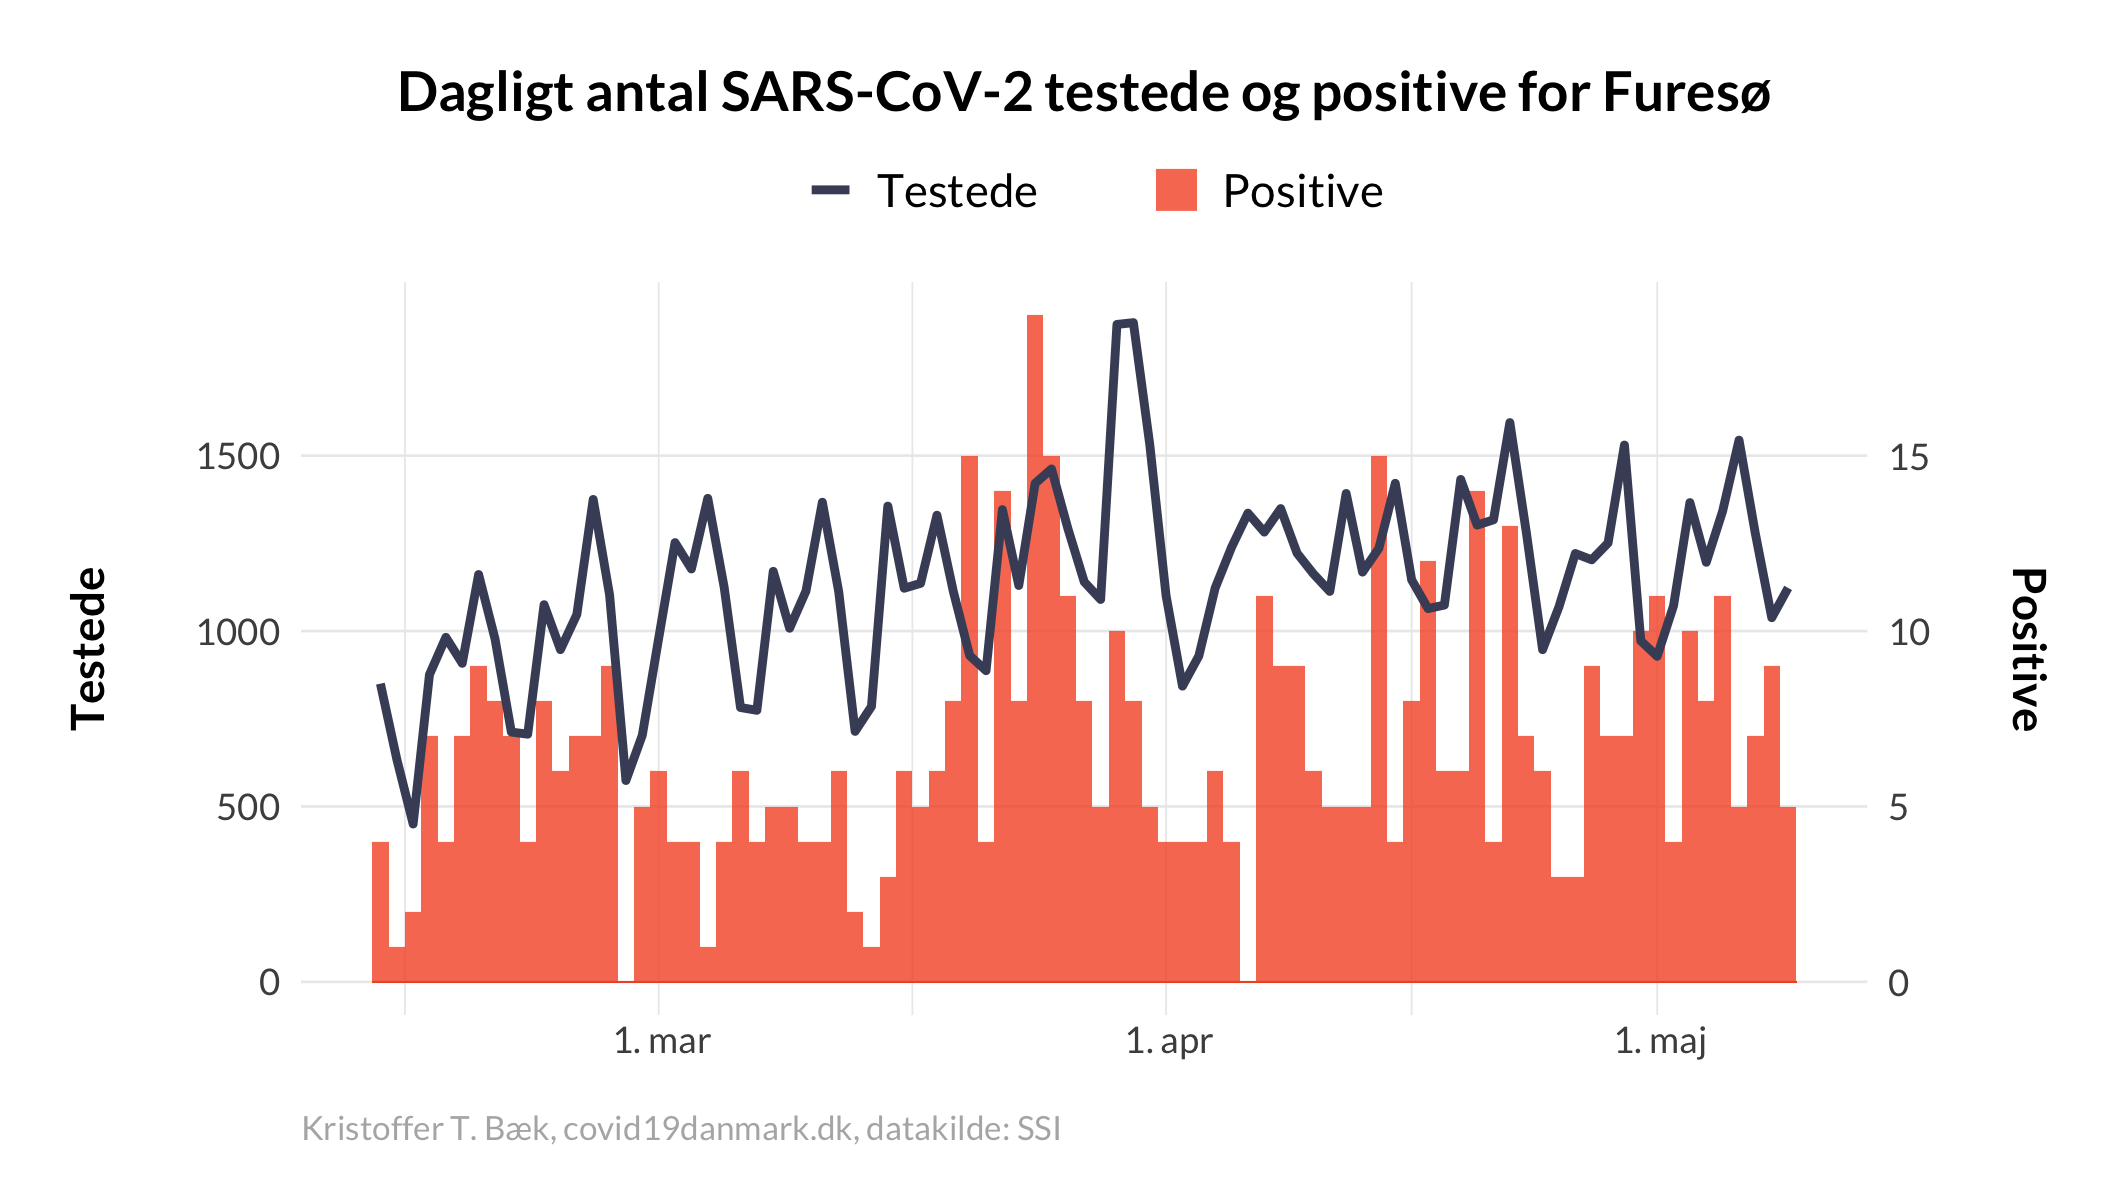 Dagligt antal SARS-CoV-2 testede og positive for Furesø
Testede Positive
1500 15
1000 10
500 5
0 0
Testede
Positive
1. mar 1. apr 1. maj
Kristoffer T. Bæk, covid19danmark.dk, datakilde: SSI